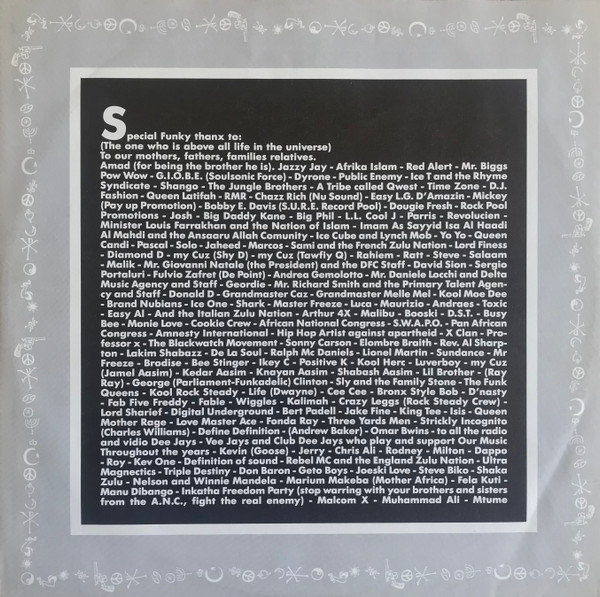 Special Funky thanx to:
(The one who is above all life in the universe)
To our mothers, fathers, families relatives.
Amad (for being the brother he is). Jazzy Jay - Afrika Islam - Red Alert - Mr. Biggs
Pow Wow - G.I.O.B.E. (Soulsonic Force) - Dyrone - Public Enemy - Ice T and the Rhyme
Syndicate - Shango - The Jungle Brothers - A Tribe called Qwest - Time Zone - D.J.
Fashion - Queen Latifah - RMR - Chazz Rich (Nu Sound) - Easy L.G. D'Amazin - Mickey
(Pay up Promotion) - Bobby E. Davis (S.U.R.E. Record Pool) - Dougie Fresh - Rock Pool
Promotions - Josh - Big Daddy Kane - Big Phil - L.L. Cool J - Parris - Revolucien -
Minister Louis Farrakhan and the Nation of Islam - Imam As Sayyid Isa Al Haadi
Al Mahdi and the Ansaaru Allah Comunity - Ice Cube and Lynch Mob - Yo Yo - Queen
Candi - Pascal - Solo - Jaheed - Marcos - Sami and the French Zulu Nation - Lord Finess
- Diamond D - my Cuz (Shy D) - my Cuz (Tawfiy Q) - Rahiem - Ratt - Steve - Salaam
- Malik - Mr. Giovanni Natale (the President) and the DFC Staff - David Sion - Sergio
Portaluri - Fulvio Zafret (De Point) - Andrea Gemolotto - Mr. Daniele Locchi and Delta
Music Agency and Staff - Geordie - Mr. Richard Smith and the Primary Talent Agen-
cy and Staff - Donald D - Grandmaster Caz - Grandmaster Melle Mel - Kool Moe Dee
- Brand Nubians - Ice One - Shark - Master Freeze - Luca - Maurizio - Andraes - Toxic
- Easy Al - And the Italian Zulu Nation - Arthur 4X - Malibu - Booski - D.S.T. - Busy
Bee - Monie Love - Cookie Crew - African National Congress - S.W.A.P.O. - Pan African
Congress - Amnesty International - Hip Hop Artist against apartheid - X Clan - Pro-
fessor x - The Blackwatch Movement - Sonny Carson - Elombre Braith - Rev. Al Sharp-
ton - Lakim Shabazz - De La Soul - Ralph Mc Daniels - Lionel Martin - Sundance - Mr
Freeze - Brodise - Bee Stinger - Ikey C - Positive K - Kool Herc - Luverboy - my Cuz
(Jamel Aasim) - Kedar Aasim - Knayan Aasim - Shabash Aasim - Lil Brother - (Ray
Ray) - George (Parliament-Funkadelic) Clinton - Sly and the Family Stone - The Funk
Queens - Kool Rock Steady - Life (Dwayne) - Cee Cee - Bronx Style Bob - D'nasty
- Fab Five Freddy - Fabie - Wiggles - Kalimah - Crazy Leggs (Rock Steady Crew) -
Lord Sharief - Digital Underground - Bert Padell - Jake Fine - King Tee - Isis - Queen
Mother Rage - Love Master Ace - Fonda Ray - Three Yards Men - Strickly Incognito
(Charles Williams) - Define Definition - (Andrew Baker) - Omar Bwins - to all the radio
and vidio Dee Jays - Vee Jays and Club Dee Jays who play and support Our Music
Throughout the years - Kevin (Goose) - Jerry - Chris Ali - Rodney - Milton - Dappo
- Roy - Kev One - Definition of sound - Rebel MC and the England Zulu Nation - Ultra
Magnectics - Triple Destiny - Don Baron - Geto Boys - Joeski Love - Steve Biko - Shaka
Zulu - Nelson and Winnie Mandela - Marium Makeba (Mother Africa) - Fela Kuti -
Manu Dibango - Inkatha Freedom Party (stop warring with your brothers and sisters
from the A.N.C., fight the real enemy) - Malcom X - Muhammad Ali - Mtume